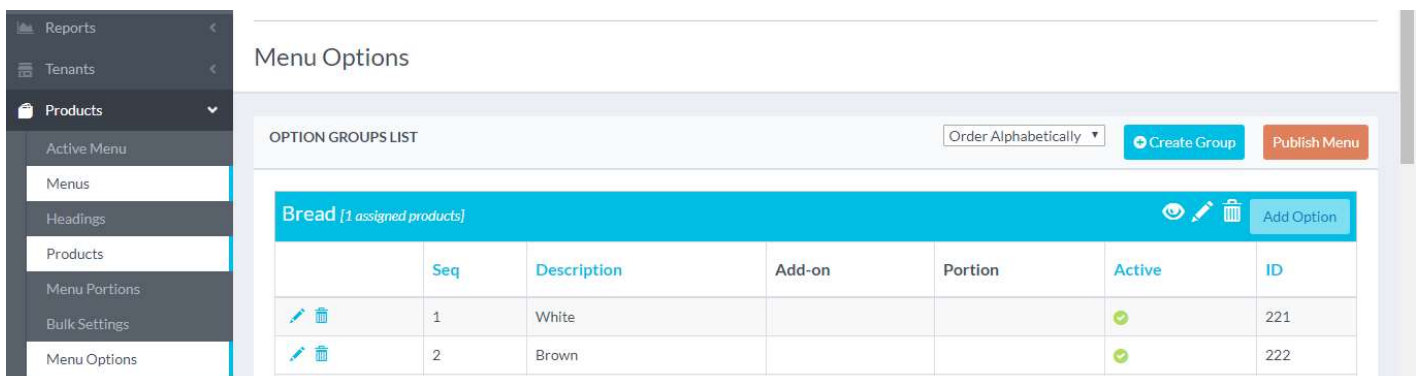 Reports
Tenants
Products
Active Menu
Menus
Headings
Products
Menu Portions
Bulk Settings
Menu Options
Menu Options
OPTION GROUPS LIST
Order Alphabetically
Create Group
Publish Menu
Bread [1 assigned products]
Add Option
Seq Description Add-on Portion Active ID
1 White 221
2 Brown 222